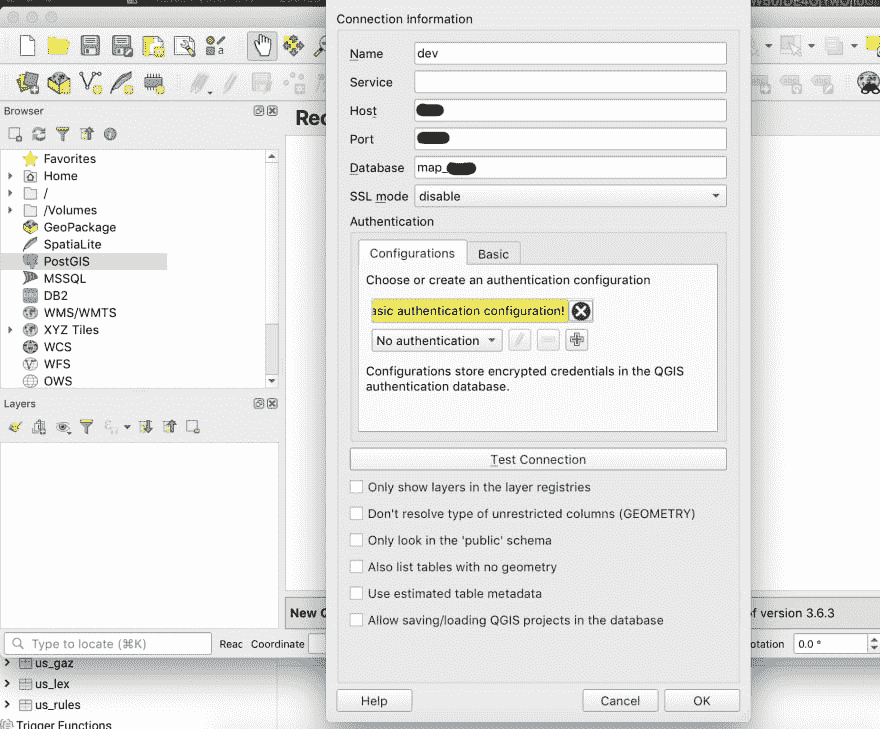 Connection Information
Name dev
Service
Host
Port
Database map_
SSL mode disable
Authentication
Configurations Basic
Choose or create an authentication configuration
asic authentication configuration!
No authentication
Configurations store encrypted credentials in the QGIS
authentication database.
Test Connection
Only show layers in the layer registries
Don't resolve type of unrestricted columns (GEOMETRY)
Only look in the 'public' schema
Also list tables with no geometry
Use estimated table metadata
Allow saving/loading QGIS projects in the database
Help Cancel OK
Browser
Favorites
Home
/
/Volumes
GeoPackage
SpatiaLite
PostGIS
MSSQL
DB2
WMS/WMTS
XYZ Tiles
WCS
WFS
OWS
Layers
Rec
New Q
of version 3.6.3
Type to locate (⌘K) Reac Coordinate
otation 0.0 °
us_gaz
us_lex
us_rules
Trigger Functions